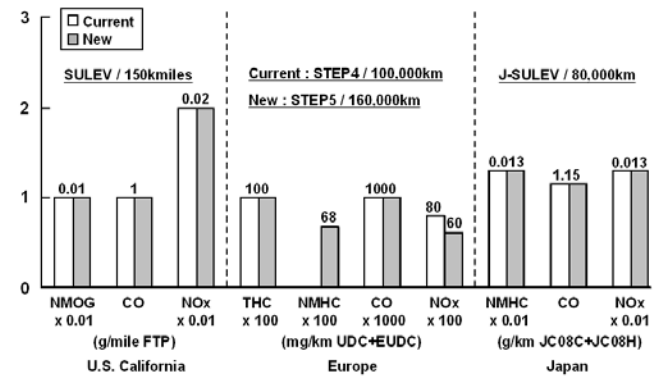 3
Current
New
SULEV / 150kmiles
Current : STEP4 / 100,000km
New : STEP5 / 160,000km
J-SULEV / 80,000km
2
0.02
0.01
1
100
68
1000
80
60
0.013
1.15
0.013
1
0
NMOG
x 0.01
CO
NOx
x 0.01
THC
x 100
NMHC
x 100
CO
x 1000
NOx
x 100
NMHC
x 0.01
CO
NOx
x 0.01
(g/mile FTP)
(mg/km UDC+EUDC)
(g/km JC08C+JC08H)
U.S. California
Europe
Japan